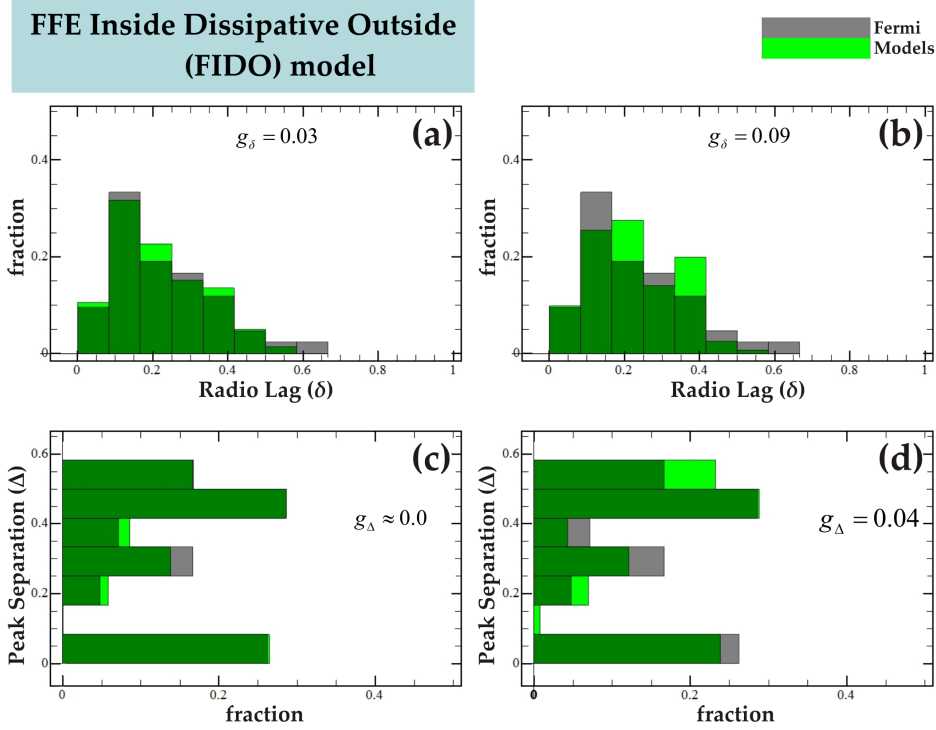 FFE Inside Dissipative Outside
(FIDO) model
Fermi
Models
(a)
g_δ = 0.03
0.4
0.2
0
fraction
0 0.2 0.4 0.6 0.8 1
Radio Lag (δ)
(b)
g_δ = 0.09
0.4
0.2
0
fraction
0 0.2 0.4 0.6 0.8 1
Radio Lag (δ)
(c)
g_Δ ≈ 0.0
0.6
0.4
0.2
0
Peak Separation (Δ)
0 0.2 0.4
fraction
(d)
g_Δ = 0.04
0.6
0.4
0.2
0
Peak Separation (Δ)
0 0.2 0.4
fraction